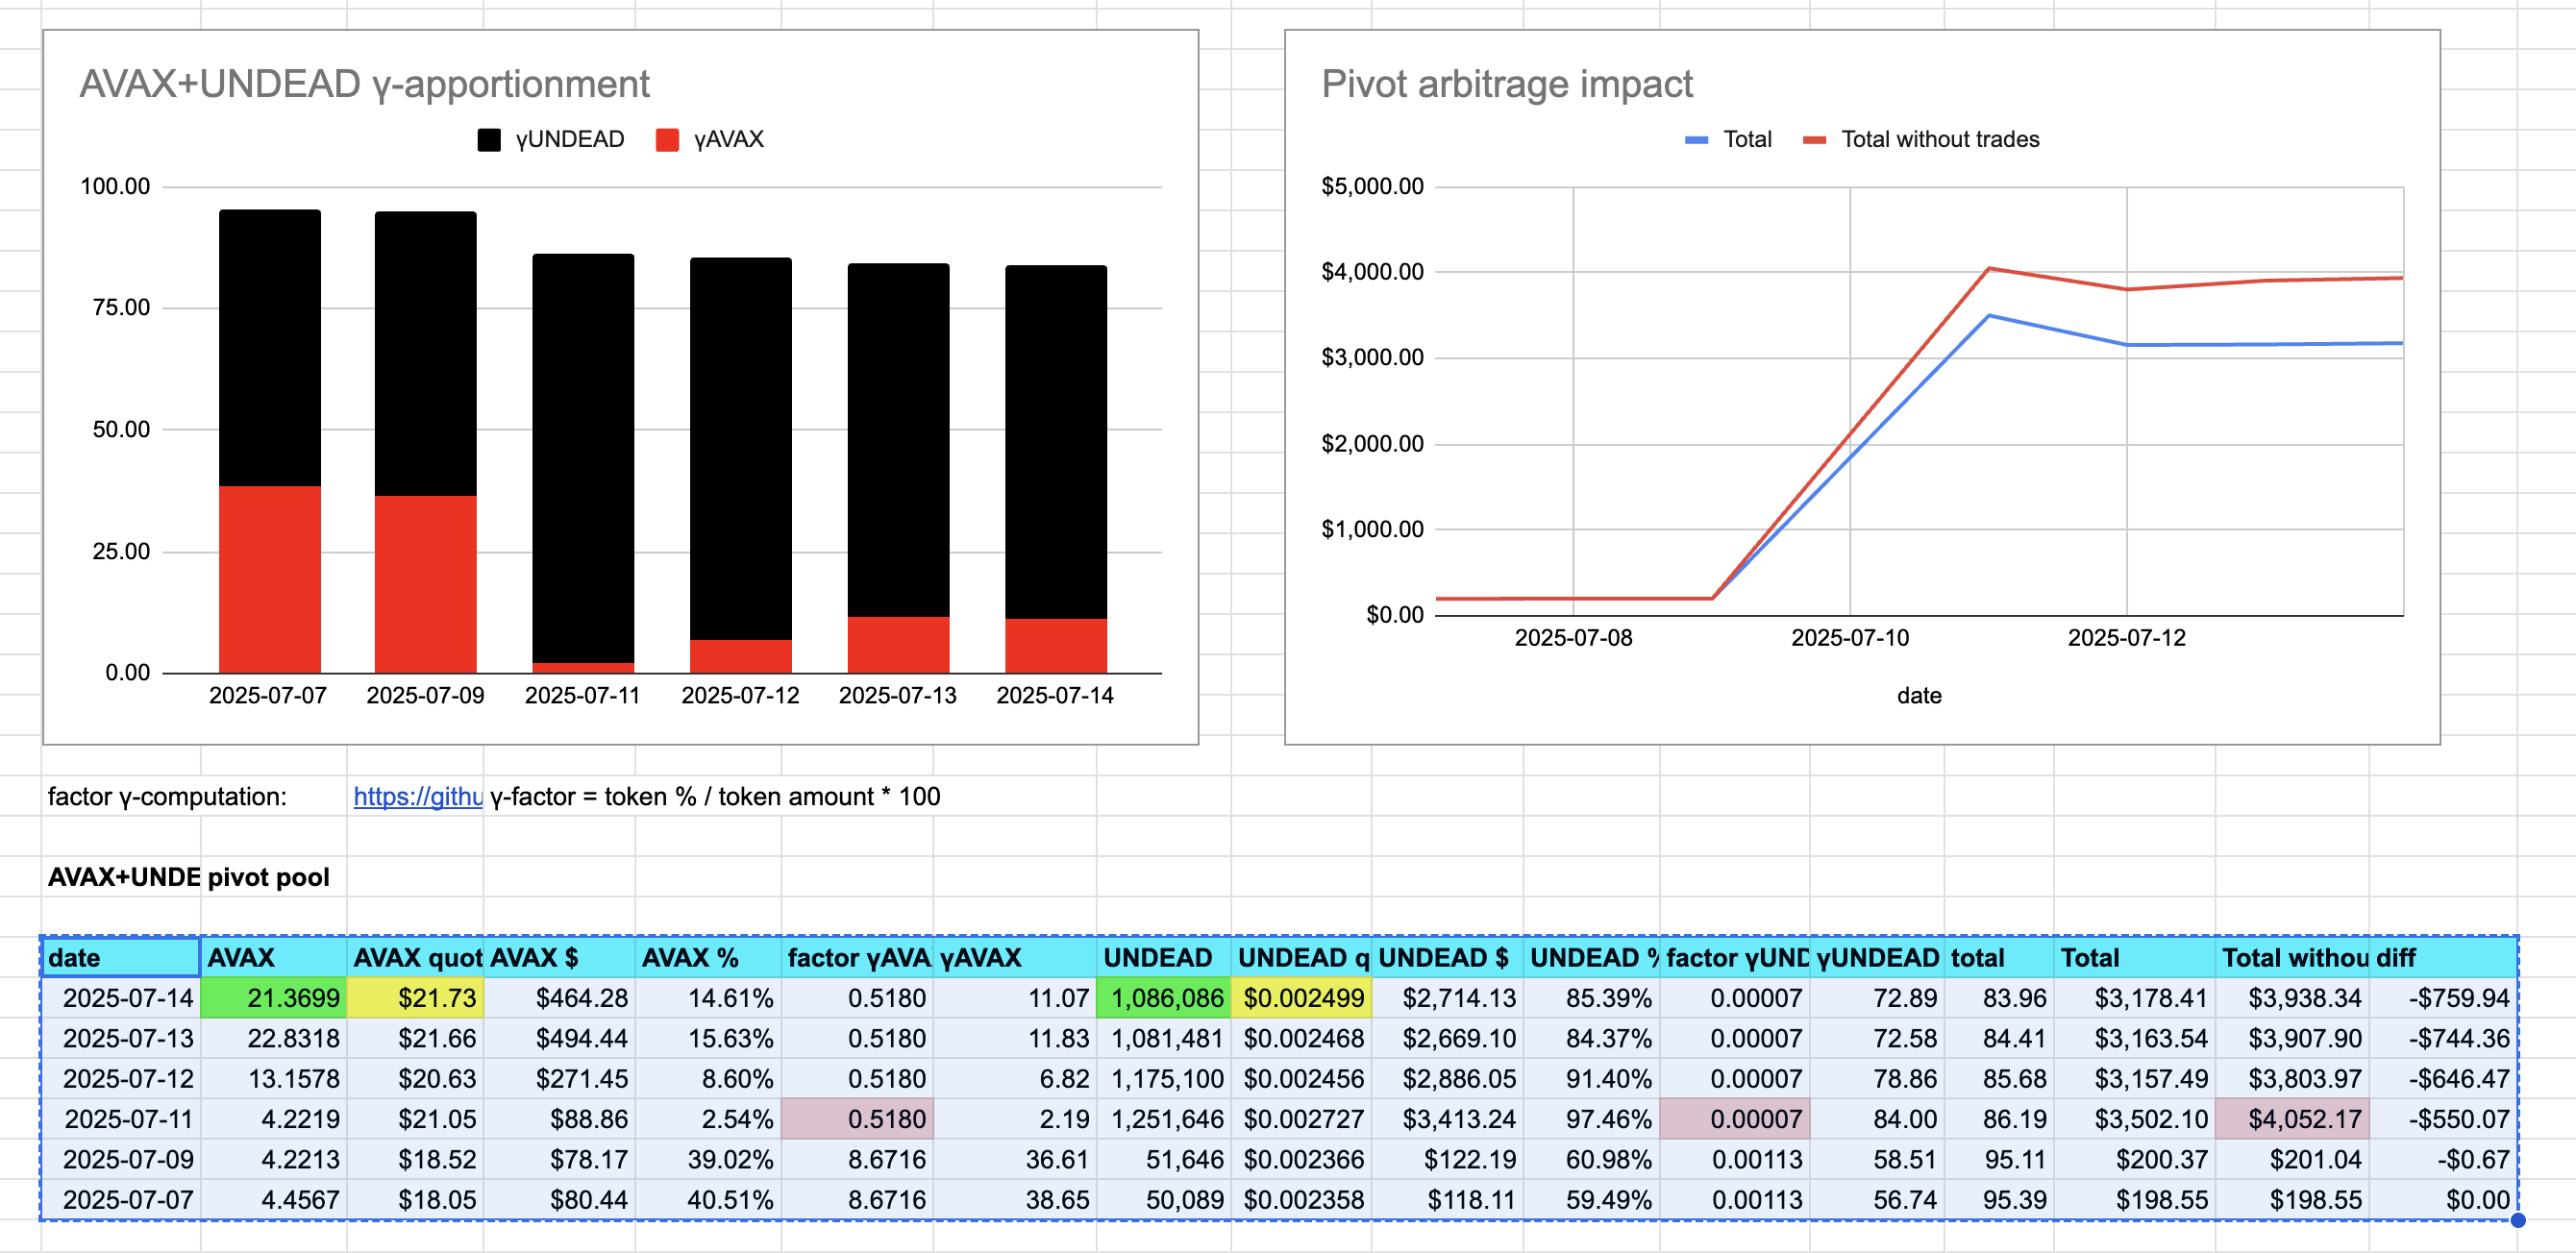 AVAX+UNDEAD γ-apportionment
γUNDEAD γAVAX
100.00
75.00
50.00
25.00
0.00
2025-07-07 2025-07-09 2025-07-11 2025-07-12 2025-07-13 2025-07-14
Pivot arbitrage impact
Total Total without trades
$5,000.00
$4,000.00
$3,000.00
$2,000.00
$1,000.00
$0.00
2025-07-08 2025-07-10 2025-07-12
date
factor γ-computation: https://githu γ-factor = token % / token amount * 100
AVAX+UNDE pivot pool
date AVAX AVAX quot AVAX $ AVAX % factor γAVA γAVAX UNDEAD UNDEAD q UNDEAD $ UNDEAD % factor γUND γUNDEAD total Total Total withou diff
2025-07-14 21.3699 $21.73 $464.28 14.61% 0.5180 11.07 1,086,086 $0.002499 $2,714.13 85.39% 0.00007 72.89 83.96 $3,178.41 $3,938.34 -$759.94
2025-07-13 22.8318 $21.66 $494.44 15.63% 0.5180 11.83 1,081,481 $0.002468 $2,669.10 84.37% 0.00007 72.58 84.41 $3,163.54 $3,907.90 -$744.36
2025-07-12 13.1578 $20.63 $271.45 8.60% 0.5180 6.82 1,175,100 $0.002456 $2,886.05 91.40% 0.00007 78.86 85.68 $3,157.49 $3,803.97 -$646.47
2025-07-11 4.2219 $21.05 $88.86 2.54% 0.5180 2.19 1,251,646 $0.002727 $3,413.24 97.46% 0.00007 84.00 86.19 $3,502.10 $4,052.17 -$550.07
2025-07-09 4.2213 $18.52 $78.17 39.02% 8.6716 36.61 51,646 $0.002366 $122.19 60.98% 0.00113 58.51 95.11 $200.37 $201.04 -$0.67
2025-07-07 4.4567 $18.05 $80.44 40.51% 8.6716 38.65 50,089 $0.002358 $118.11 59.49% 0.00113 56.74 95.39 $198.55 $198.55 $0.00